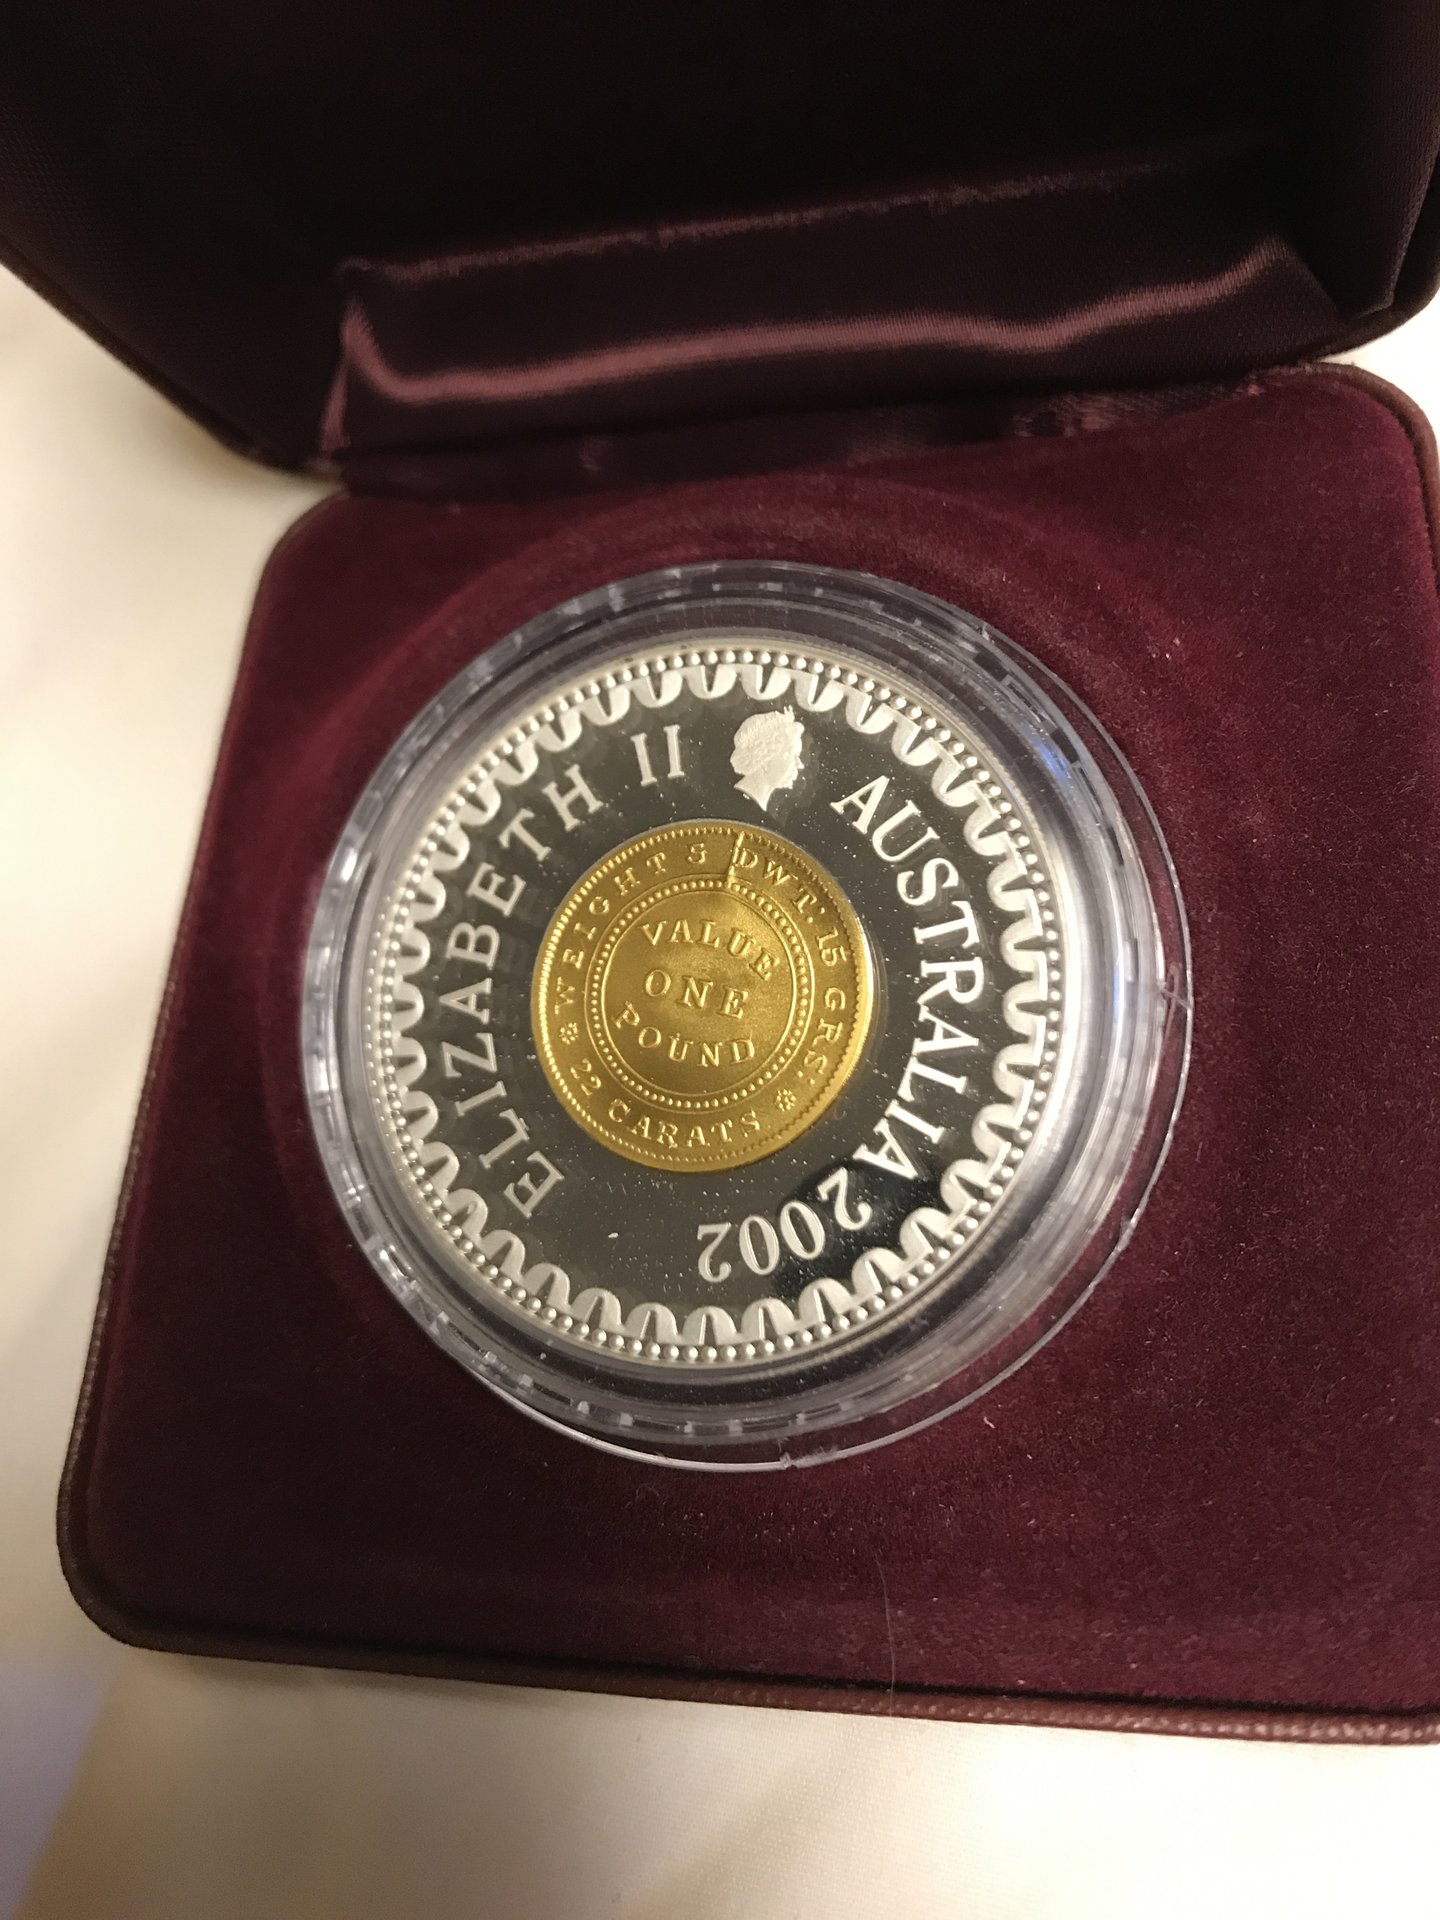 ELIZABETH II
AUSTRALIA 2002
WEIGHT 5 DWT: 15 GRS:
22 CARATS
VALUE
ONE
POUND